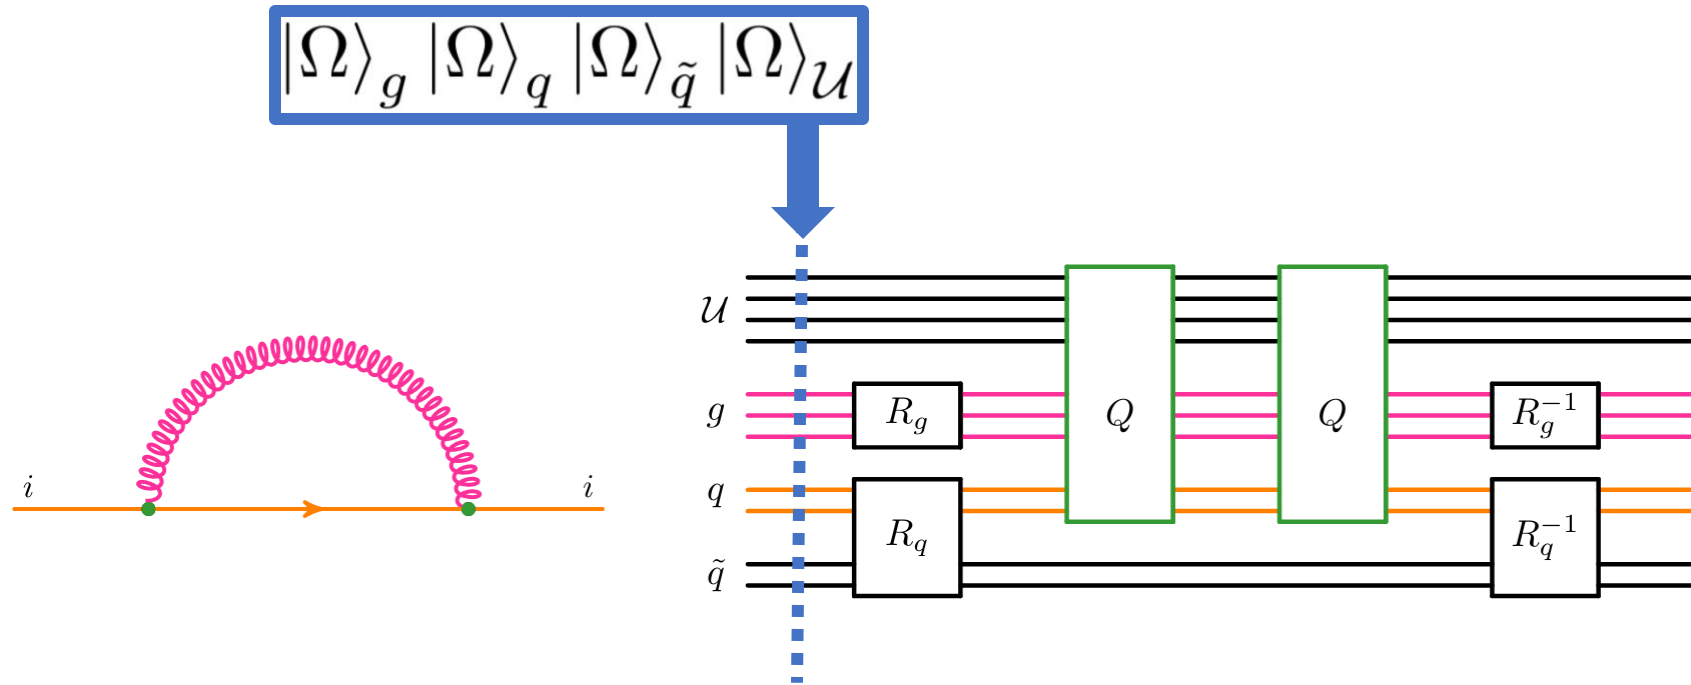 |Ω⟩_g |Ω⟩_q |Ω⟩_q̃ |Ω⟩_𝒰
𝒰
g R_g Q Q R_g^{-1}
i i
q
R_q R_q^{-1}
q̃